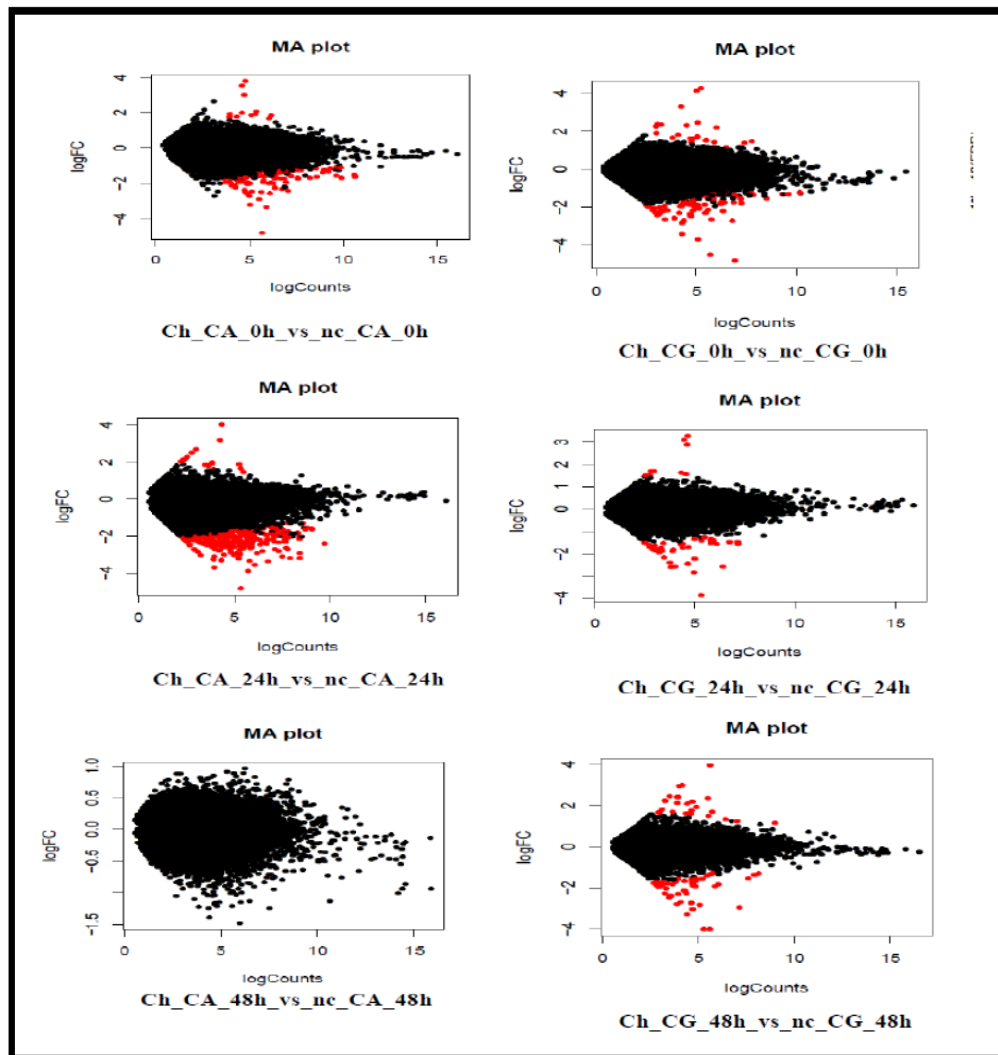 MA plot
4
2
0
-2
-4
logFC
0 5 10 15
logCounts
Ch_CA_0h_vs_nc_CA_0h
MA plot
4
2
0
-2
-4
logFC
0 5 10 15
logCounts
Ch_CG_0h_vs_nc_CG_0h
MA plot
4
2
0
-2
-4
logFC
0 5 10 15
logCounts
Ch_CA_24h_vs_nc_CA_24h
MA plot
3
2
1
0
-2
-4
logFC
0 5 10 15
logCounts
Ch_CG_24h_vs_nc_CG_24h
MA plot
1.0
0.5
0.0
-0.5
-1.5
logFC
0 5 10 15
logCounts
Ch_CA_48h_vs_nc_CA_48h
MA plot
4
2
0
-2
-4
logFC
0 5 10 15
logCounts
Ch_CG_48h_vs_nc_CG_48h